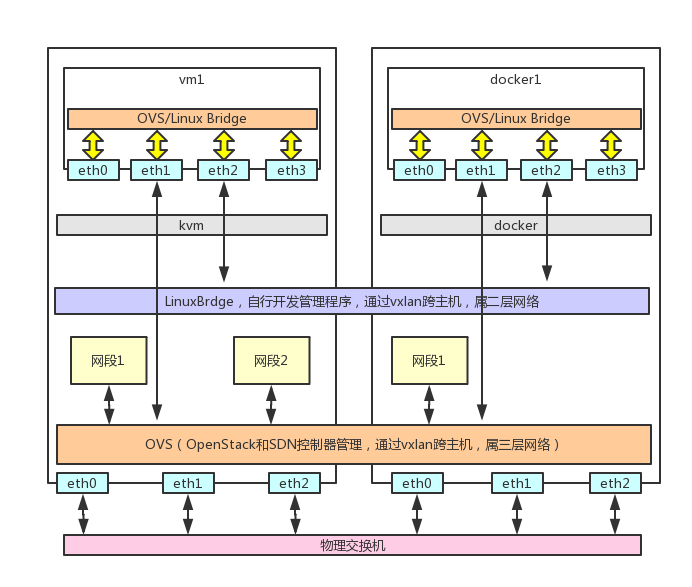 vm1
docker1
OVS/Linux Bridge
OVS/Linux Bridge
eth0
eth1
eth2
eth3
eth0
eth1
eth2
eth3
kvm
docker
LinuxBrdge，自行开发管理程序，通过vxlan跨主机，属二层网络
网段1
网段2
网段1
OVS（OpenStack和SDN控制器管理，通过vxlan跨主机，属三层网络）
eth0
eth1
eth2
eth0
eth1
eth2
物理交换机